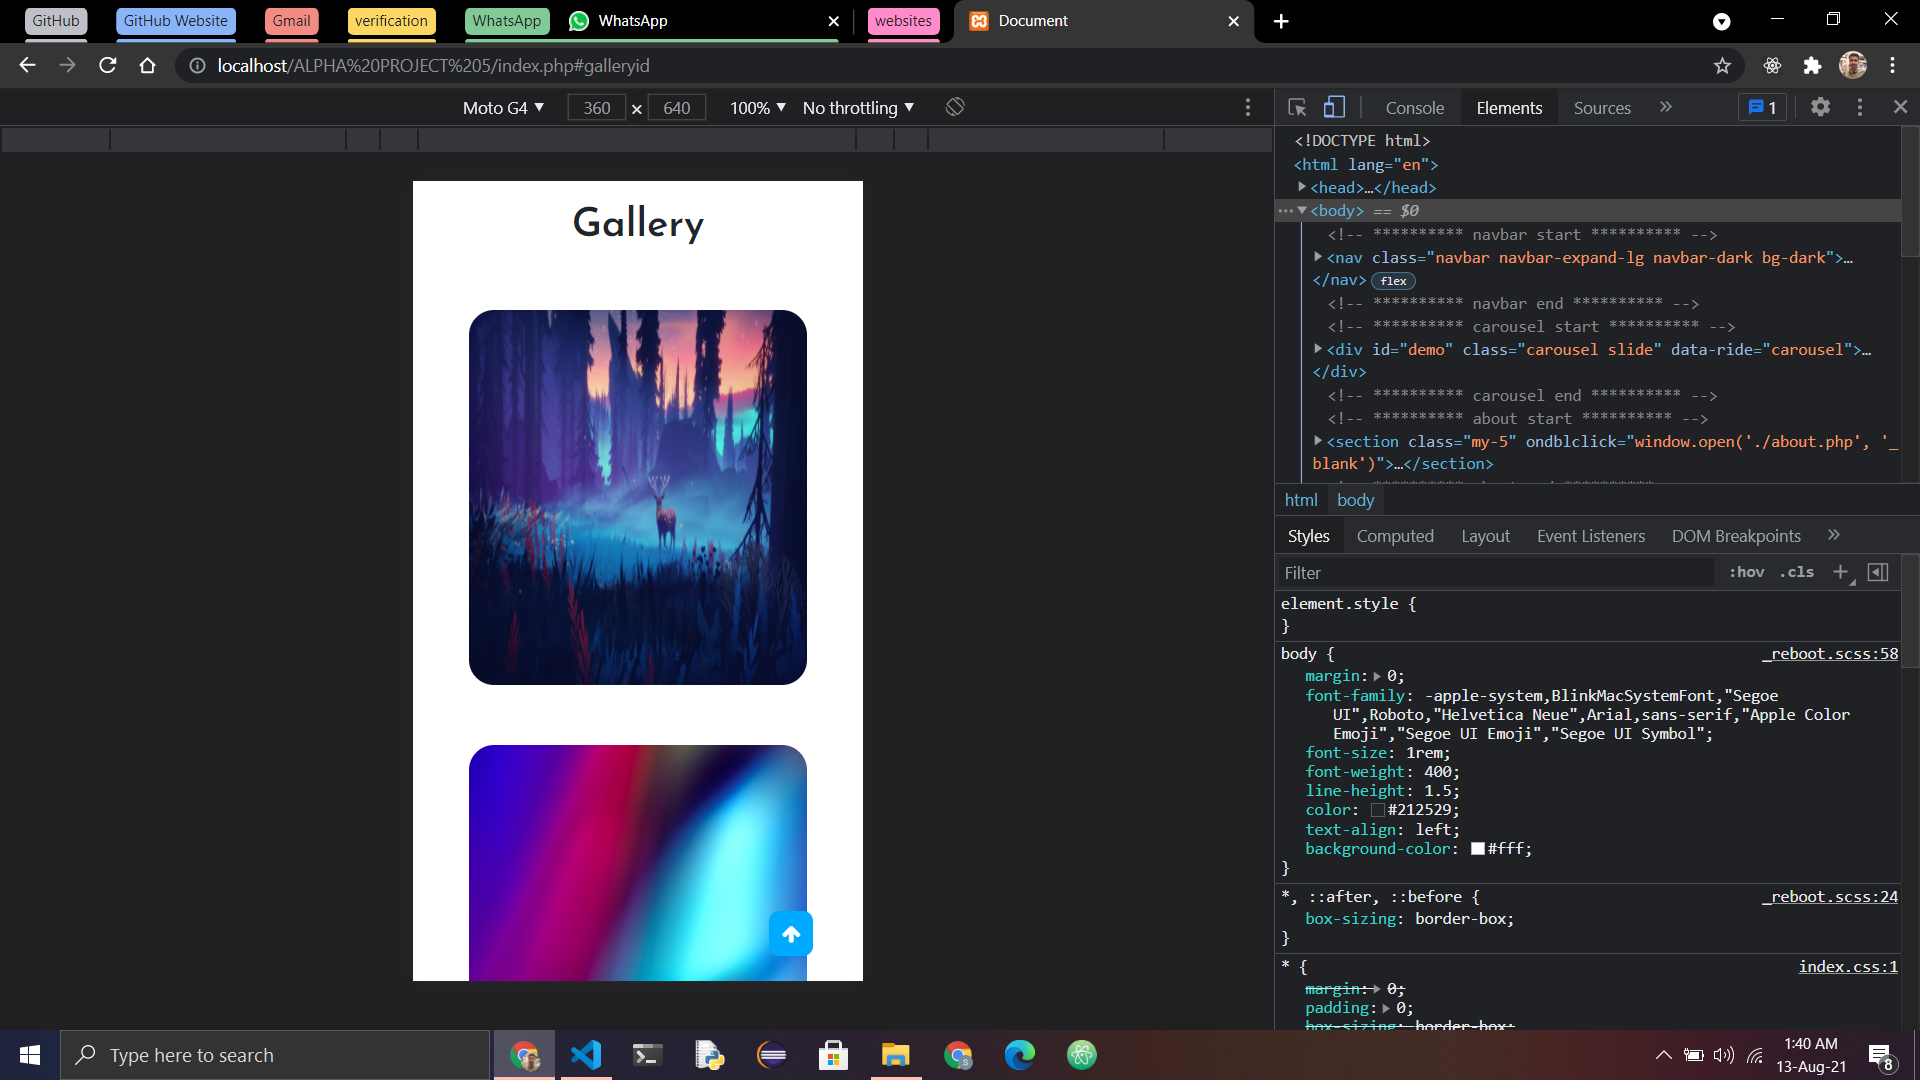 GitHub GitHub Website Gmail verification WhatsApp WhatsApp websites Document
localhost/ALPHA%20PROJECT%205/index.php#galleryid
Moto G4 360 × 640 100% No throttling
Console Elements Sources 1
<!DOCTYPE html>
<html lang="en">
<head>…</head>
<body> == $0
<!-- ********** navbar start ********** -->
<nav class="navbar navbar-expand-lg navbar-dark bg-dark">…
</nav> flex
<!-- ********** navbar end ********** -->
<!-- ********** carousel start ********** -->
<div id="demo" class="carousel slide" data-ride="carousel">…
</div>
<!-- ********** carousel end ********** -->
<!-- ********** about start ********** -->
<section class="my-5" ondblclick="window.open('./about.php', '_
blank')">…</section>
html body
Styles Computed Layout Event Listeners DOM Breakpoints
Filter :hov .cls
element.style {
}
body { _reboot.scss:58
margin: 0;
font-family: -apple-system,BlinkMacSystemFont,"Segoe
UI",Roboto,"Helvetica Neue",Arial,sans-serif,"Apple Color
Emoji","Segoe UI Emoji","Segoe UI Symbol";
font-size: 1rem;
font-weight: 400;
line-height: 1.5;
color: #212529;
text-align: left;
background-color: #fff;
}
*, ::after, ::before { _reboot.scss:24
box-sizing: border-box;
}
* { index.css:1
margin: 0;
padding: 0;
box-sizing: border-box;
Gallery
Type here to search
1:40 AM
13-Aug-21
8